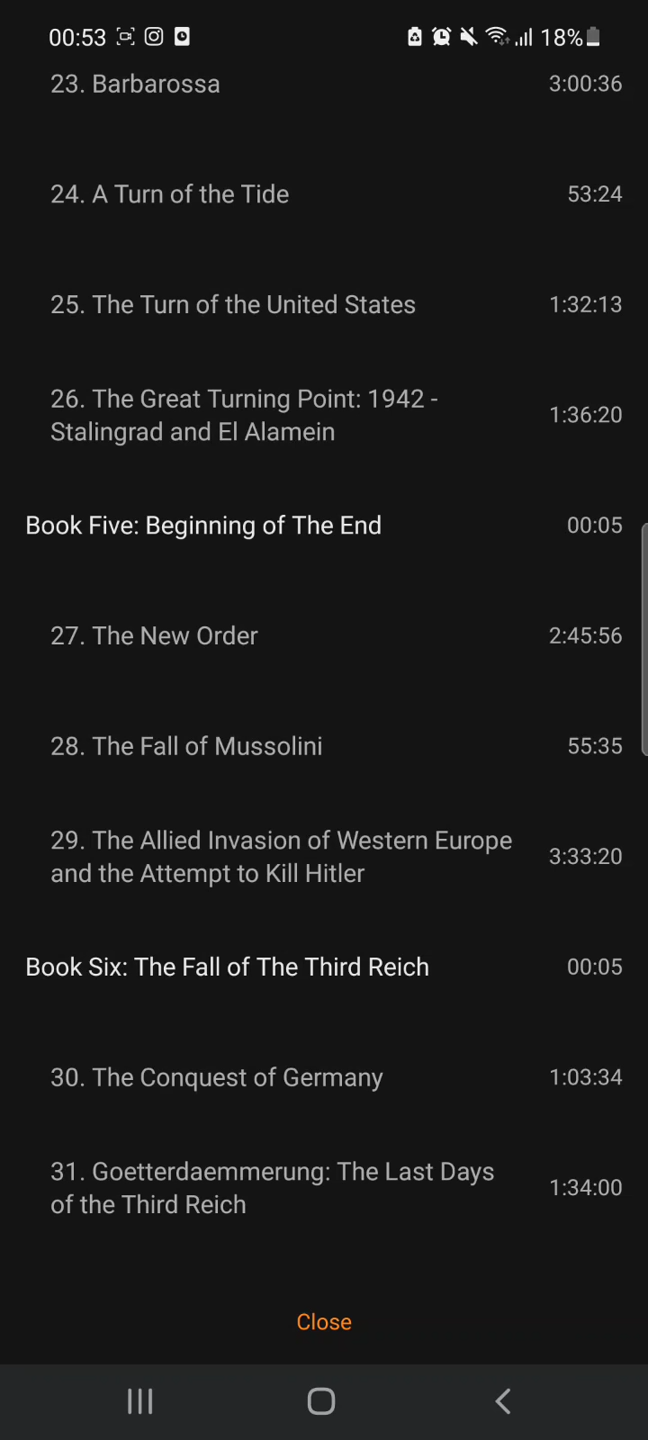 00:53 18%
23. Barbarossa 3:00:36
24. A Turn of the Tide 53:24
25. The Turn of the United States 1:32:13
26. The Great Turning Point: 1942 -
Stalingrad and El Alamein 1:36:20
Book Five: Beginning of The End 00:05
27. The New Order 2:45:56
28. The Fall of Mussolini 55:35
29. The Allied Invasion of Western Europe
and the Attempt to Kill Hitler 3:33:20
Book Six: The Fall of The Third Reich 00:05
30. The Conquest of Germany 1:03:34
31. Goetterdaemmerung: The Last Days
of the Third Reich 1:34:00
Close